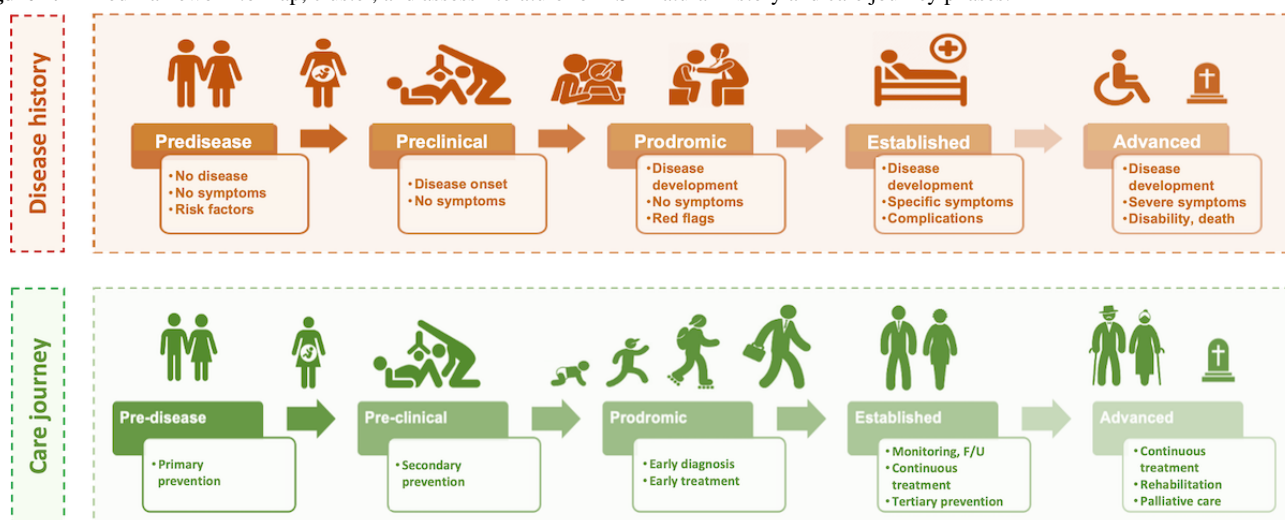 Disease history
Predisease
Preclinical
Prodromic
Established
Advanced
•No disease
•No symptoms
•Risk factors
•Disease onset
•No symptoms
•Disease
development
•No symptoms
•Red flags
•Disease
development
•Specific symptoms
•Complications
•Disease
development
•Severe symptoms
•Disability, death
Care journey
Pre-disease
Pre-clinical
Prodromic
Established
Advanced
•Primary
prevention
•Secondary
prevention
•Early diagnosis
•Early treatment
•Monitoring, F/U
•Continuous
treatment
•Tertiary prevention
•Continuous
treatment
•Rehabilitation
•Palliative care